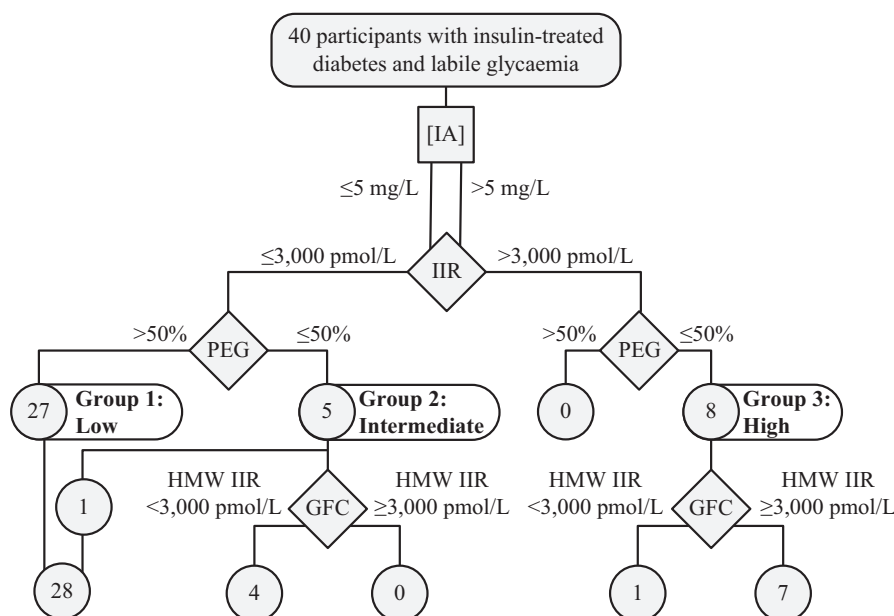 40 participants with insulin-treated
diabetes and labile glycaemia
[IA]
≤5 mg/L
>5 mg/L
≤3,000 pmol/L
IIR
>3,000 pmol/L
>50%
PEG
≤50%
>50%
PEG
≤50%
27
Group 1:
Low
5
Group 2:
Intermediate
0
8
Group 3:
High
1
HMW IIR
<3,000 pmol/L
GFC
HMW IIR
≥3,000 pmol/L
HMW IIR
<3,000 pmol/L
GFC
HMW IIR
≥3,000 pmol/L
28
4
0
1
7